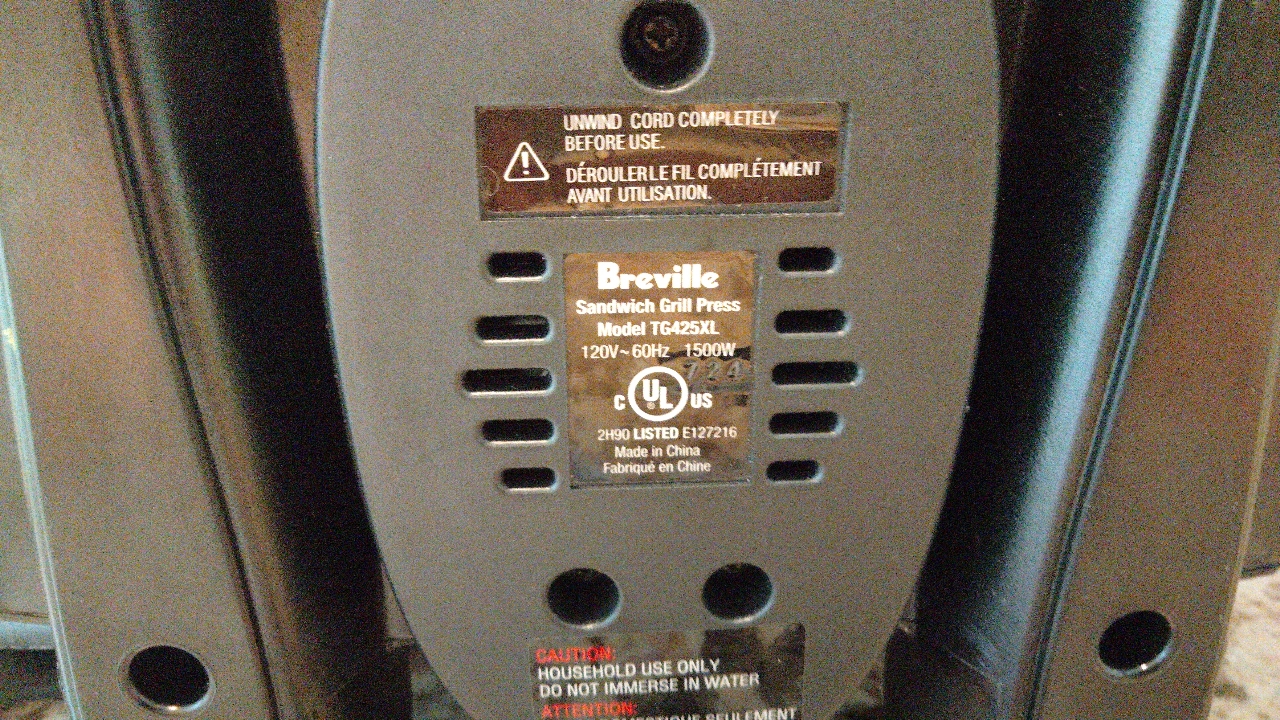 UNWIND CORD COMPLETELY
BEFORE USE.
DÉROULER LE FIL COMPLÉTEMENT
AVANT UTILISATION.
Breville
Sandwich Grill Press
Model TG425XL
120V~60Hz 1500W
724
C UL® US
2H90 LISTED E127216
Made in China
Fabriqué en Chine
CAUTION:
HOUSEHOLD USE ONLY
DO NOT IMMERSE IN WATER
ATTENTION:
SEULEMENT